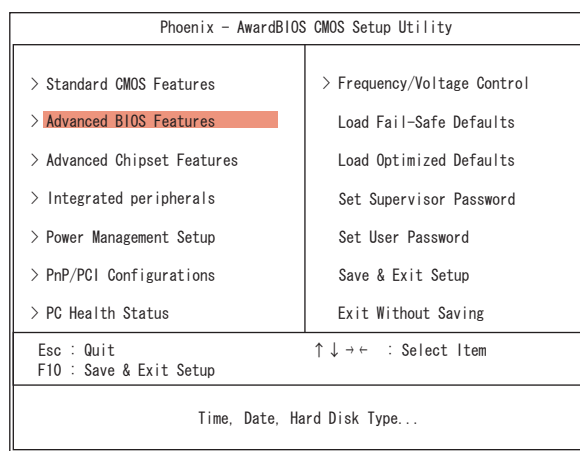 Phoenix - AwardBIOS CMOS Setup Utility
> Standard CMOS Features
> Advanced BIOS Features
> Advanced Chipset Features
> Integrated peripherals
> Power Management Setup
> PnP/PCI Configurations
> PC Health Status
> Frequency/Voltage Control
Load Fail-Safe Defaults
Load Optimized Defaults
Set Supervisor Password
Set User Password
Save & Exit Setup
Exit Without Saving
Esc : Quit
F10 : Save & Exit Setup
↑↓→← : Select Item
Time, Date, Hard Disk Type...